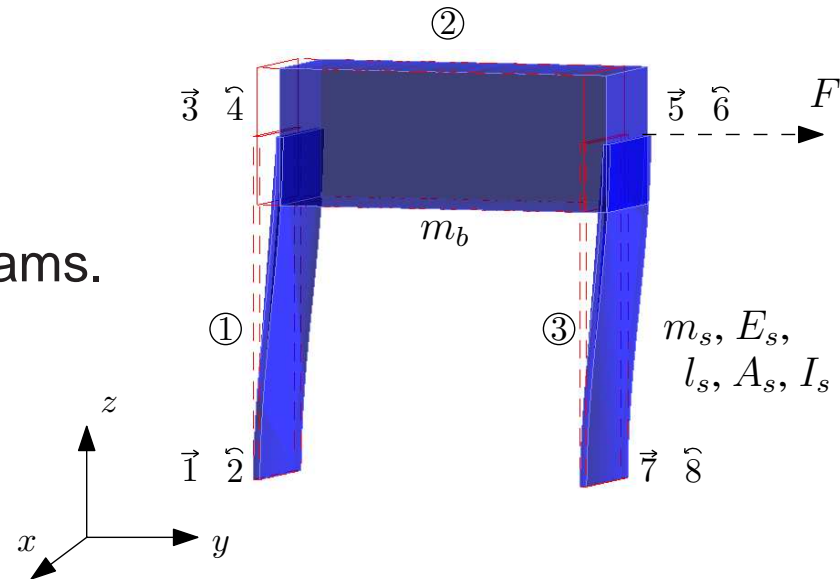 ②
3⃗ 4↶ 5⃗ 6↶ F
m_b
ams.
① ③ m_s, E_s,
l_s, A_s, I_s
z
1⃗ 2↶ 7⃗ 8↶
x y